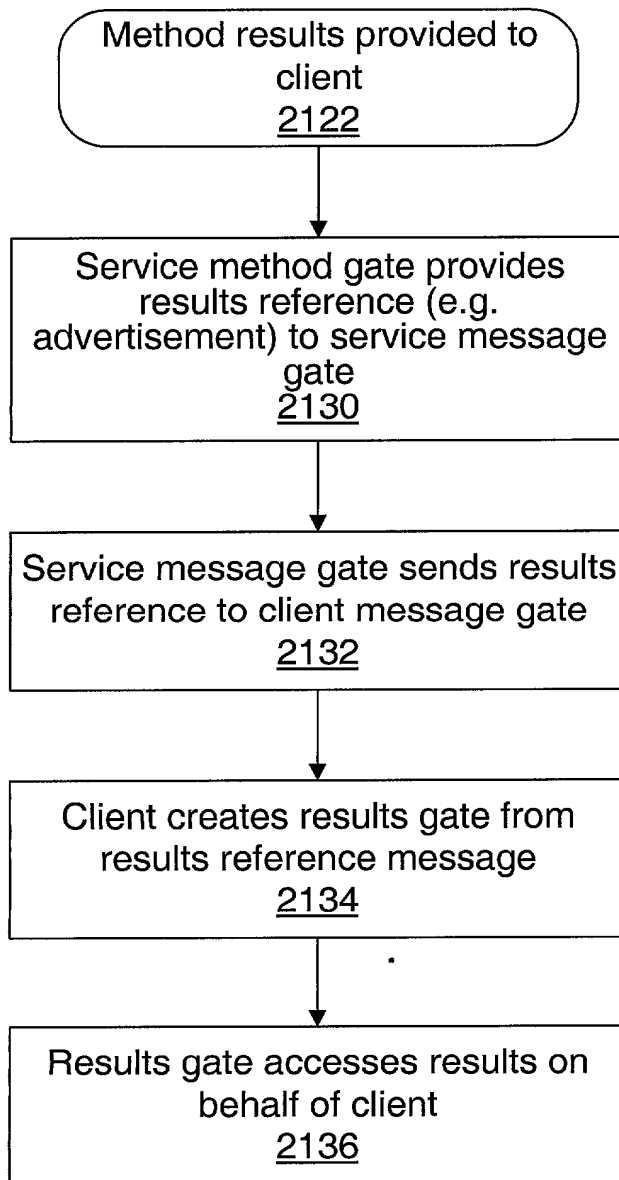 Method results provided to
client
2122
Service method gate provides
results reference (e.g.
advertisement) to service message
gate
2130
Service message gate sends results
reference to client message gate
2132
Client creates results gate from
results reference message
2134
Results gate accesses results on
behalf of client
2136